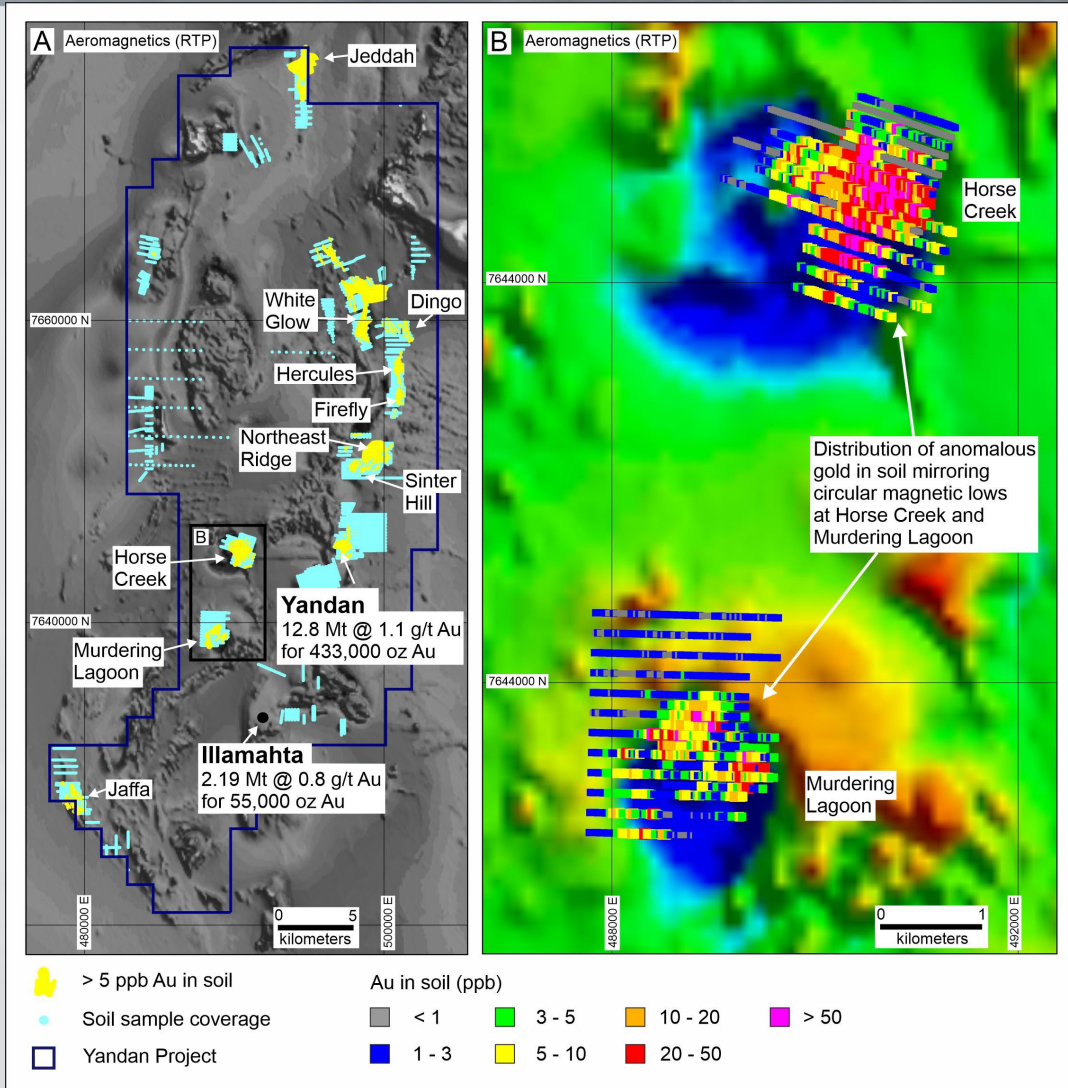 A
Aeromagnetics (RTP)
Jeddah
White
Glow
Dingo
7660000 N
Hercules
Firefly
Northeast
Ridge
Sinter
Hill
B
Horse
Creek
Yandan
12.8 Mt @ 1.1 g/t Au
for 433,000 oz Au
7640000 N
Murdering
Lagoon
Illamahta
2.19 Mt @ 0.8 g/t Au
for 55,000 oz Au
Jaffa
480000 E
500000 E
0 5
kilometers
B
Aeromagnetics (RTP)
Horse
Creek
7644000 N
Distribution of anomalous
gold in soil mirroring
circular magnetic lows
at Horse Creek and
Murdering Lagoon
7644000 N
Murdering
Lagoon
488000 E
492000 E
0 1
kilometers
> 5 ppb Au in soil
Soil sample coverage
Yandan Project
Au in soil (ppb)
< 1
3 - 5
10 - 20
> 50
1 - 3
5 - 10
20 - 50